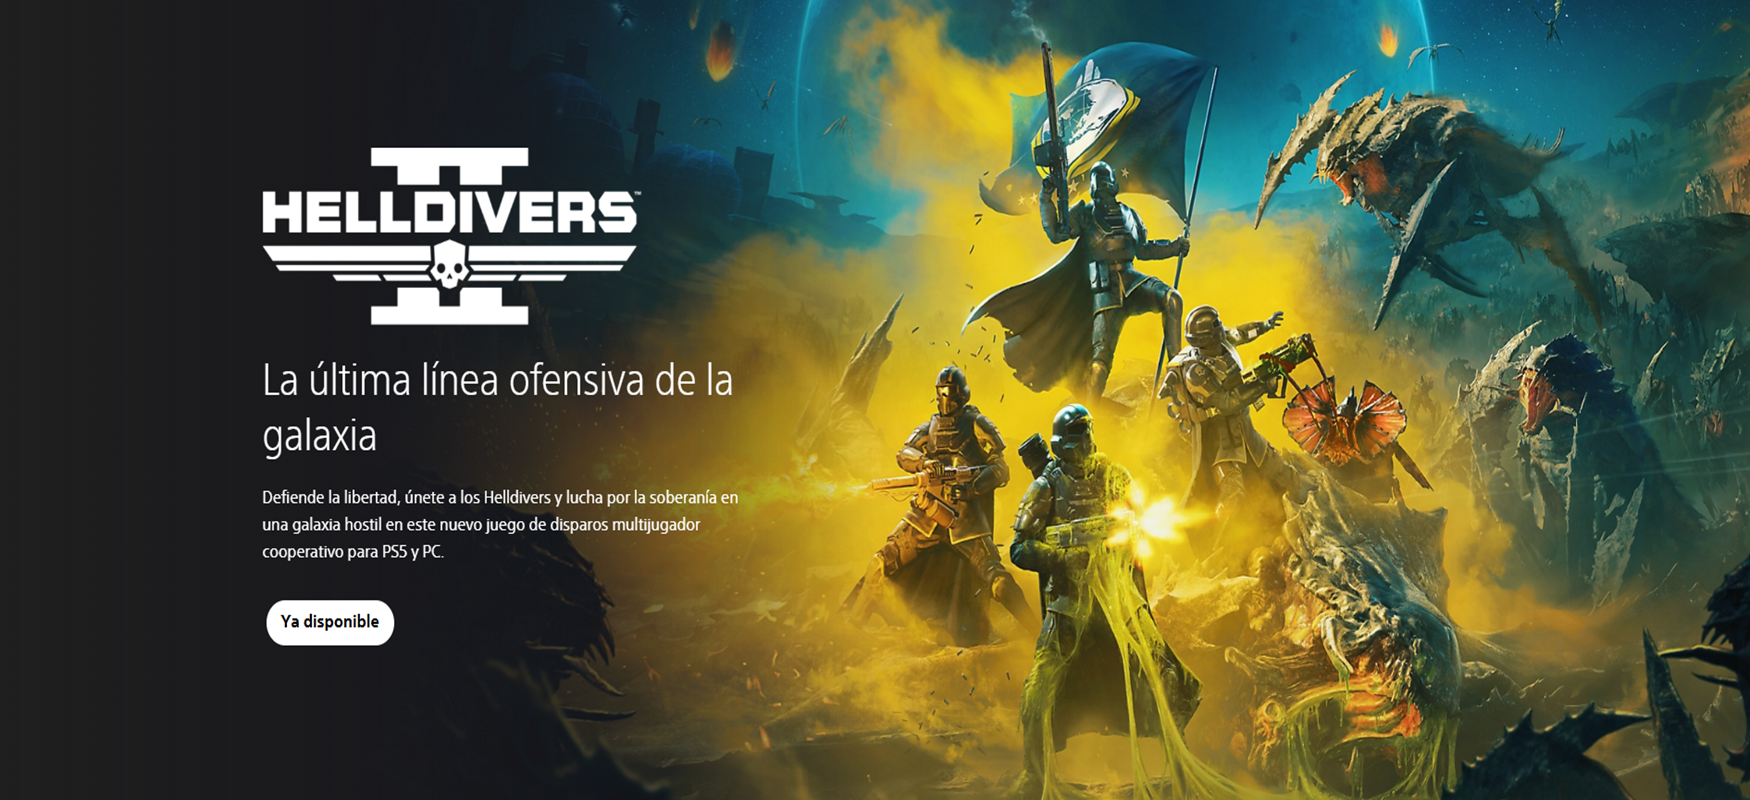 II
HELLDIVERS™
La última línea ofensiva de la
galaxia
Defiende la libertad, únete a los Helldivers y lucha por la soberanía en
una galaxia hostil en este nuevo juego de disparos multijugador
cooperativo para PS5 y PC.
Ya disponible